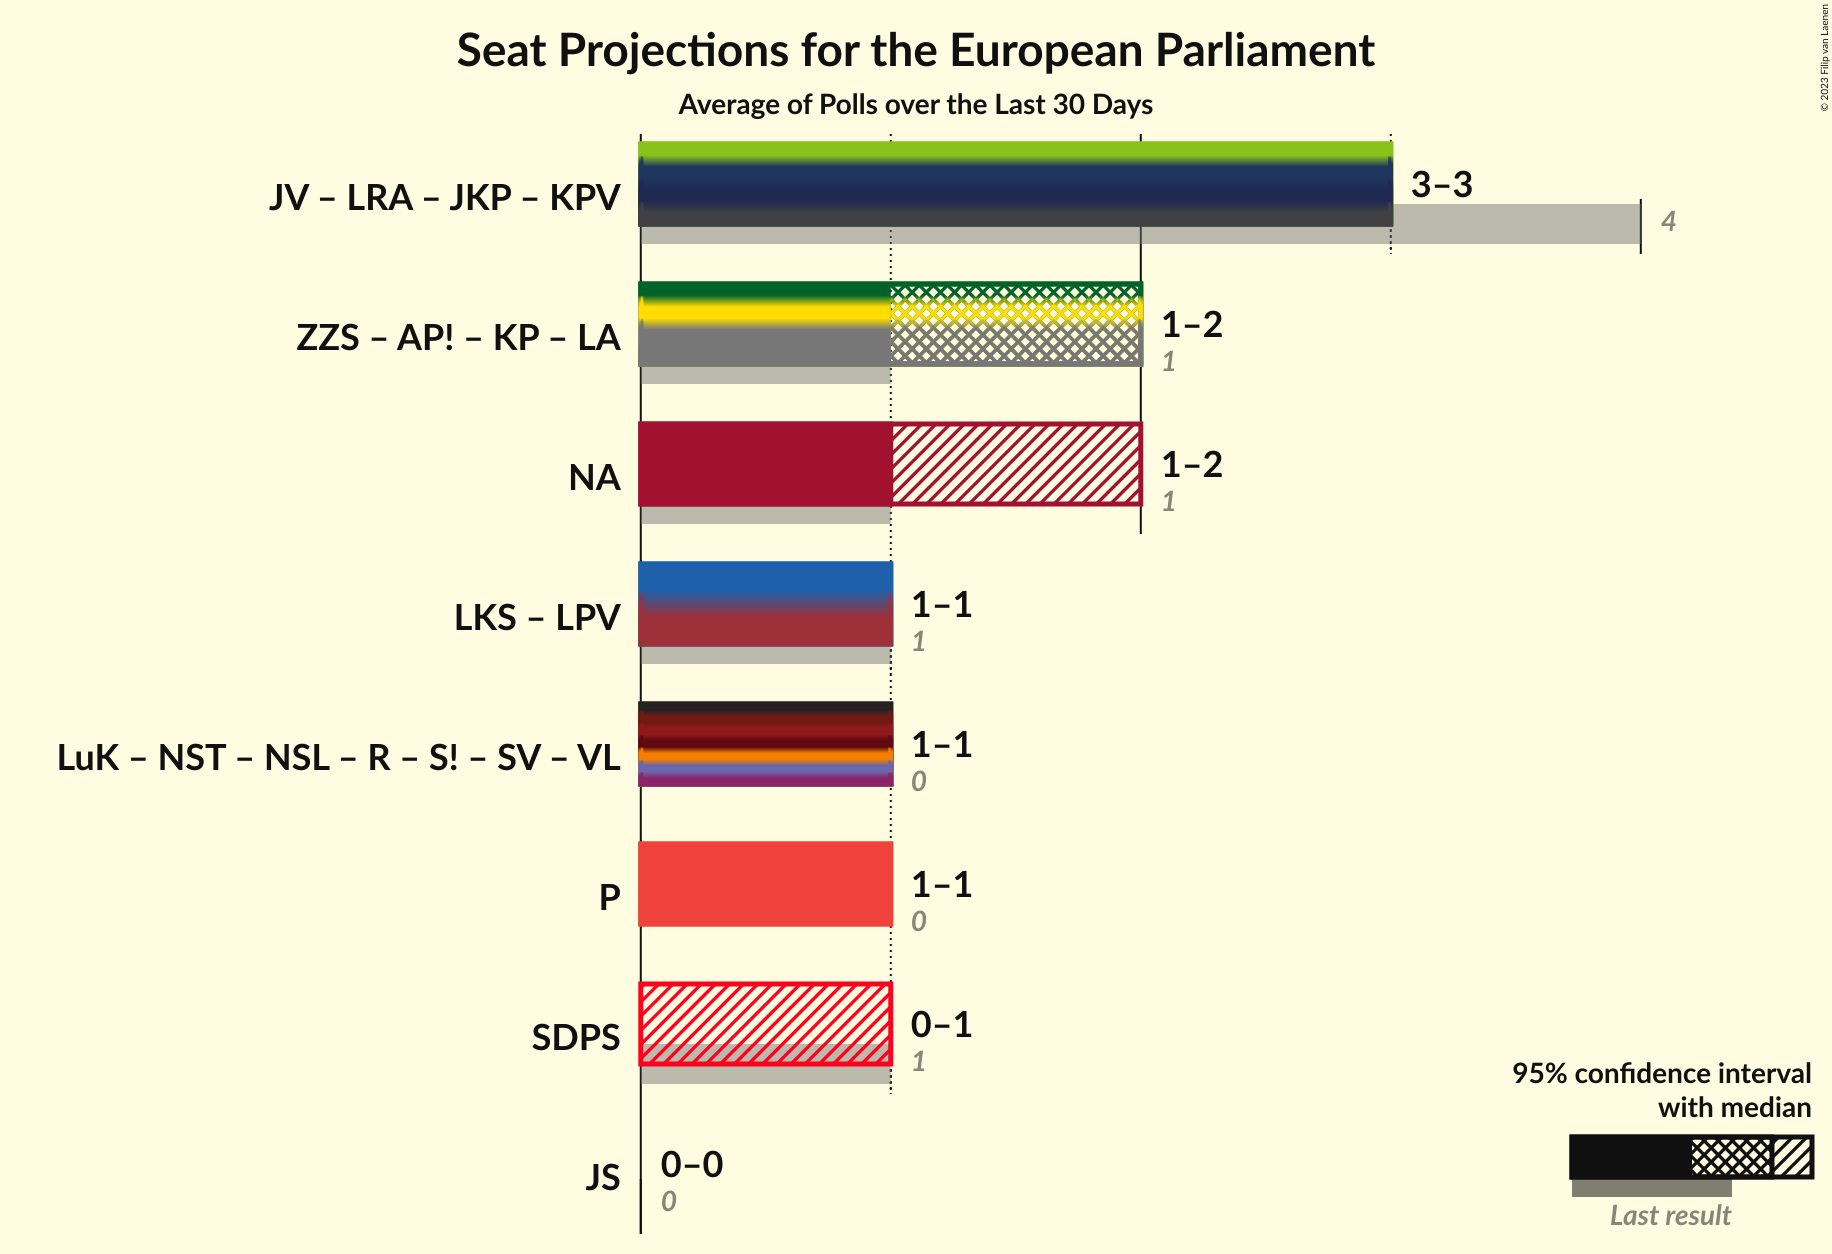 Seat Projections for the European Parliament
Average of Polls over the Last 30 Days
© 2023 Filip van Laenen
JV – LRA – JKP – KPV
3–3
4
ZZS – AP! – KP – LA
1–2
1
NA
1–2
1
LKS – LPV
1–1
1
LuK – NST – NSL – R – S! – SV – VL
1–1
0
P
1–1
0
SDPS
0–1
1
JS
0–0
0
95% confidence interval
with median
Last result